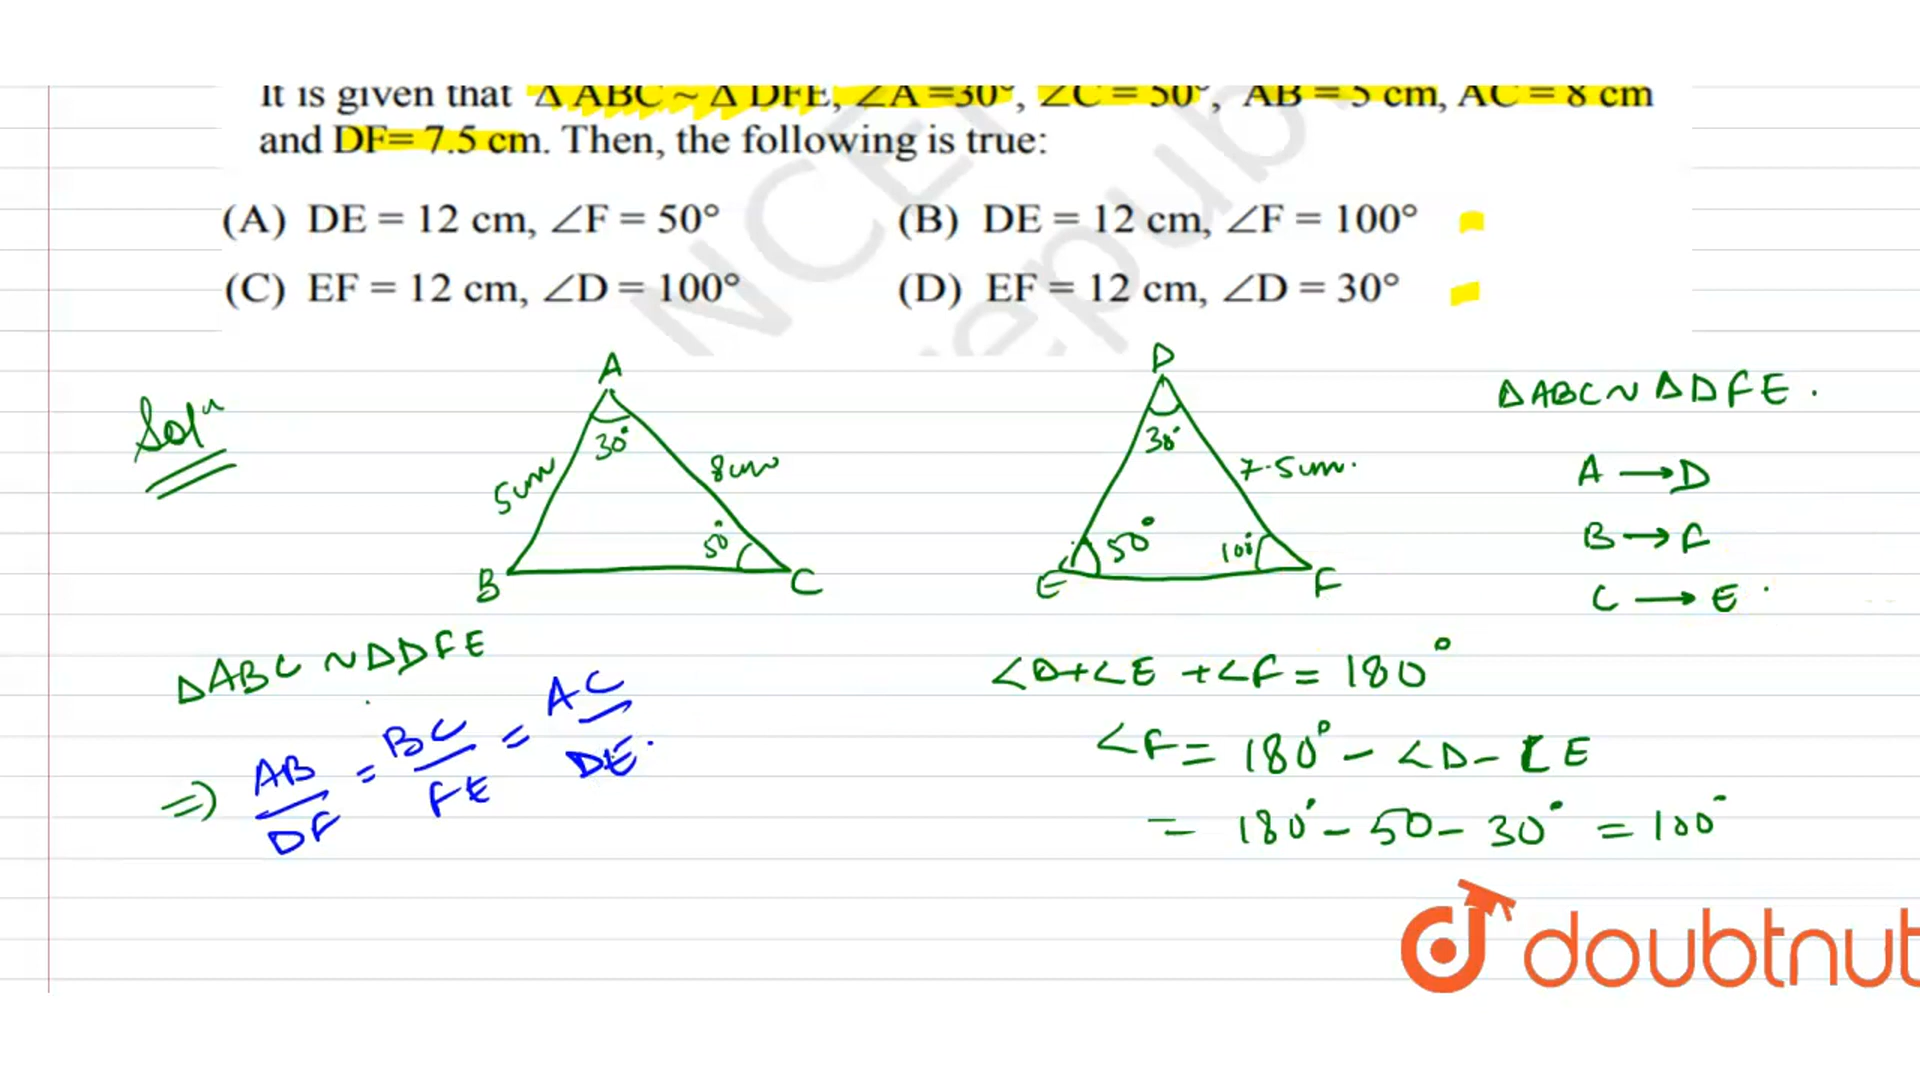 It is given that Δ ABC ~ Δ DFE, ∠A =30°, ∠C = 50°, AB = 5 cm, AC = 8 cm
and DF= 7.5 cm. Then, the following is true:
(A) DE = 12 cm, ∠F = 50°
(B) DE = 12 cm, ∠F = 100°
(C) EF = 12 cm, ∠D = 100°
(D) EF = 12 cm, ∠D = 30°
Solⁿ
A
30°
5cm
8cm
50°
B
C
D
30°
7.5cm.
50°
100°
E
F
ΔABC ~ ΔDFE.
A → D
B → F
C → E
ΔABC ~ ΔDFE
⇒ AB/DF = BC/FE = AC/DE.
∠D+∠E +∠F = 180°
∠F = 180° - ∠D - ∠E
= 180° - 50 - 30° = 100°
doubtnut